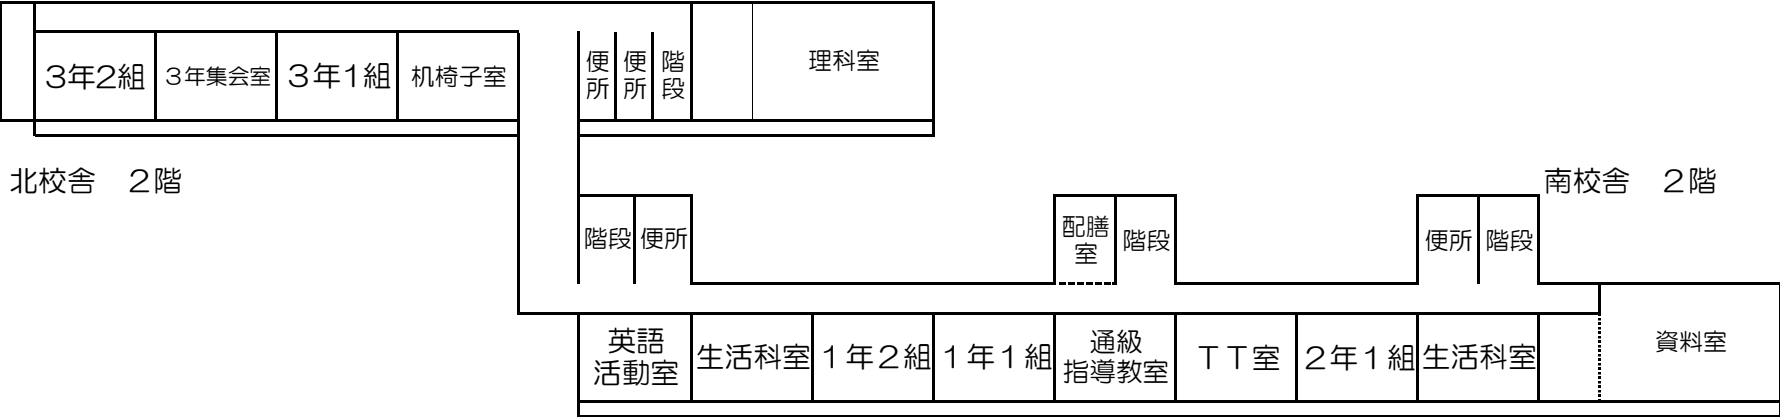 3年2組
３年集会室
３年１組
机椅子室
便所
便所
階段
理科室
北校舎　２階
南校舎　２階
階段
便所
配膳
室
階段
便所
階段
英語
活動室
生活科室
１年２組
１年１組
通級
指導教室
ＴＴ室
２年１組
生活科室
資料室